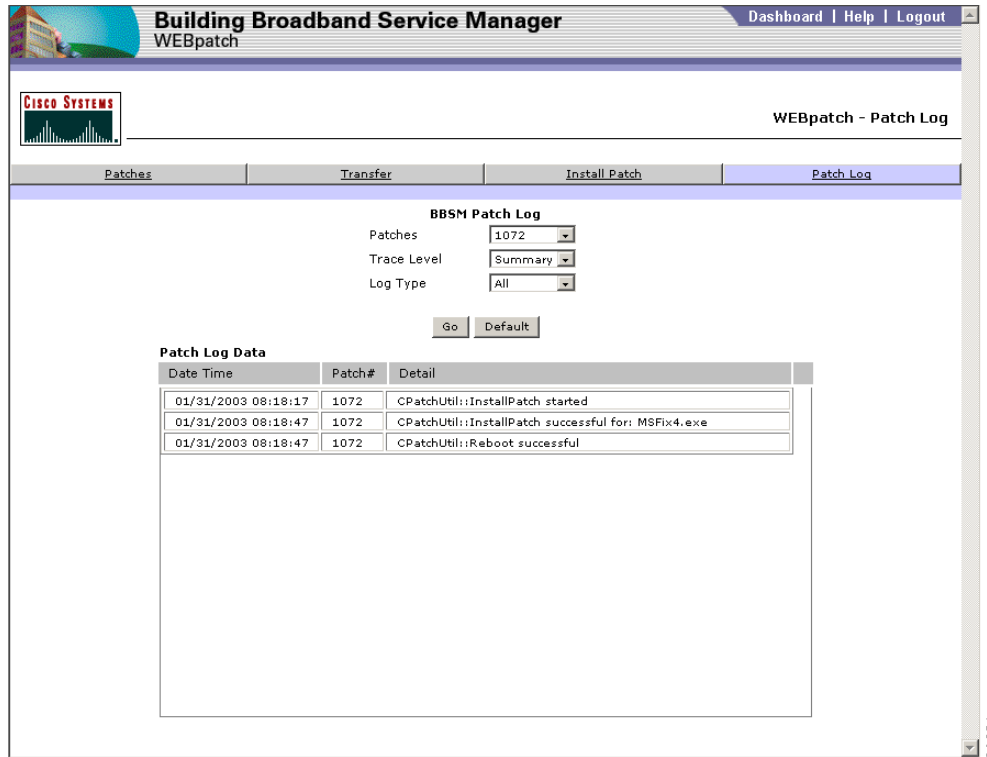 Building Broadband Service Manager
Dashboard | Help | Logout
WEBpatch
CISCO SYSTEMS
WEBpatch - Patch Log
Patches Transfer Install Patch Patch Log
BBSM Patch Log
Patches 1072
Trace Level Summary
Log Type All
Go Default
Patch Log Data
Date Time Patch# Detail
01/31/2003 08:18:17 1072 CPatchUtil::InstallPatch started
01/31/2003 08:18:47 1072 CPatchUtil::InstallPatch successful for: MSFix4.exe
01/31/2003 08:18:47 1072 CPatchUtil::Reboot successful